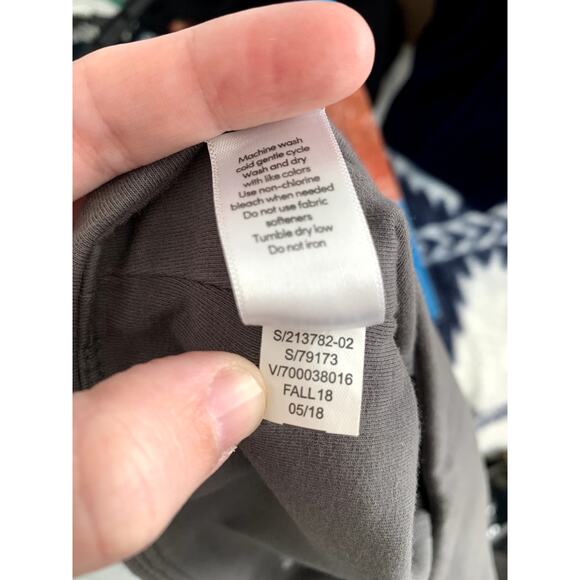 Machine wash
cold gentle cycle
wash and dry
with like colors
Use non-chlorine
bleach when needed
Do not use fabric
softeners
Tumble dry low
Do not iron
S/213782-02
S/79173
V/700038016
FALL18
05/18